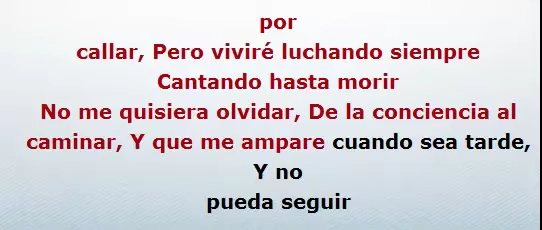 por
callar, Pero viviré luchando siempre
Cantando hasta morir
No me quisiera olvidar, De la conciencia al
caminar, Y que me ampare cuando sea tarde,
Y no
pueda seguir